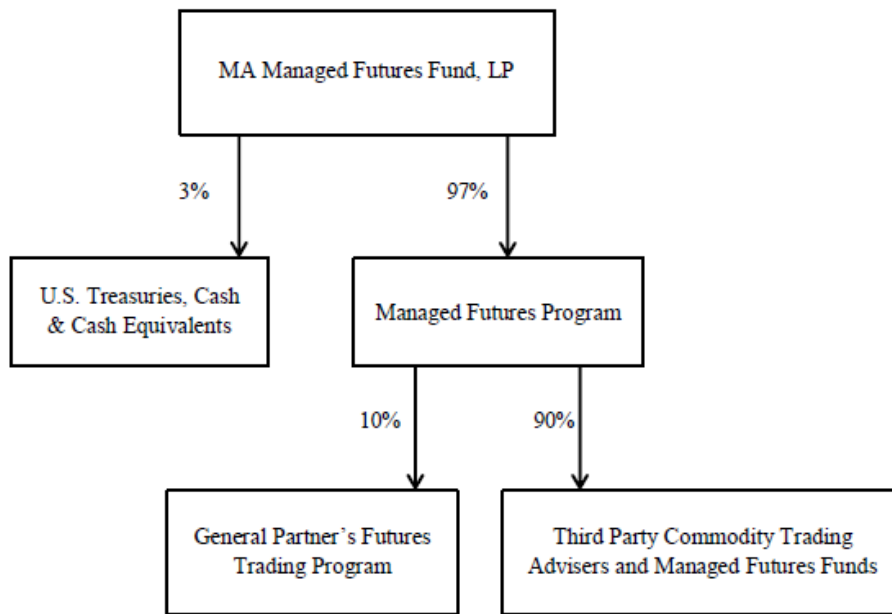 MA Managed Futures Fund, LP
3%
97%
U.S. Treasuries, Cash
& Cash Equivalents
Managed Futures Program
10%
90%
General Partner’s Futures
Trading Program
Third Party Commodity Trading
Advisers and Managed Futures Funds